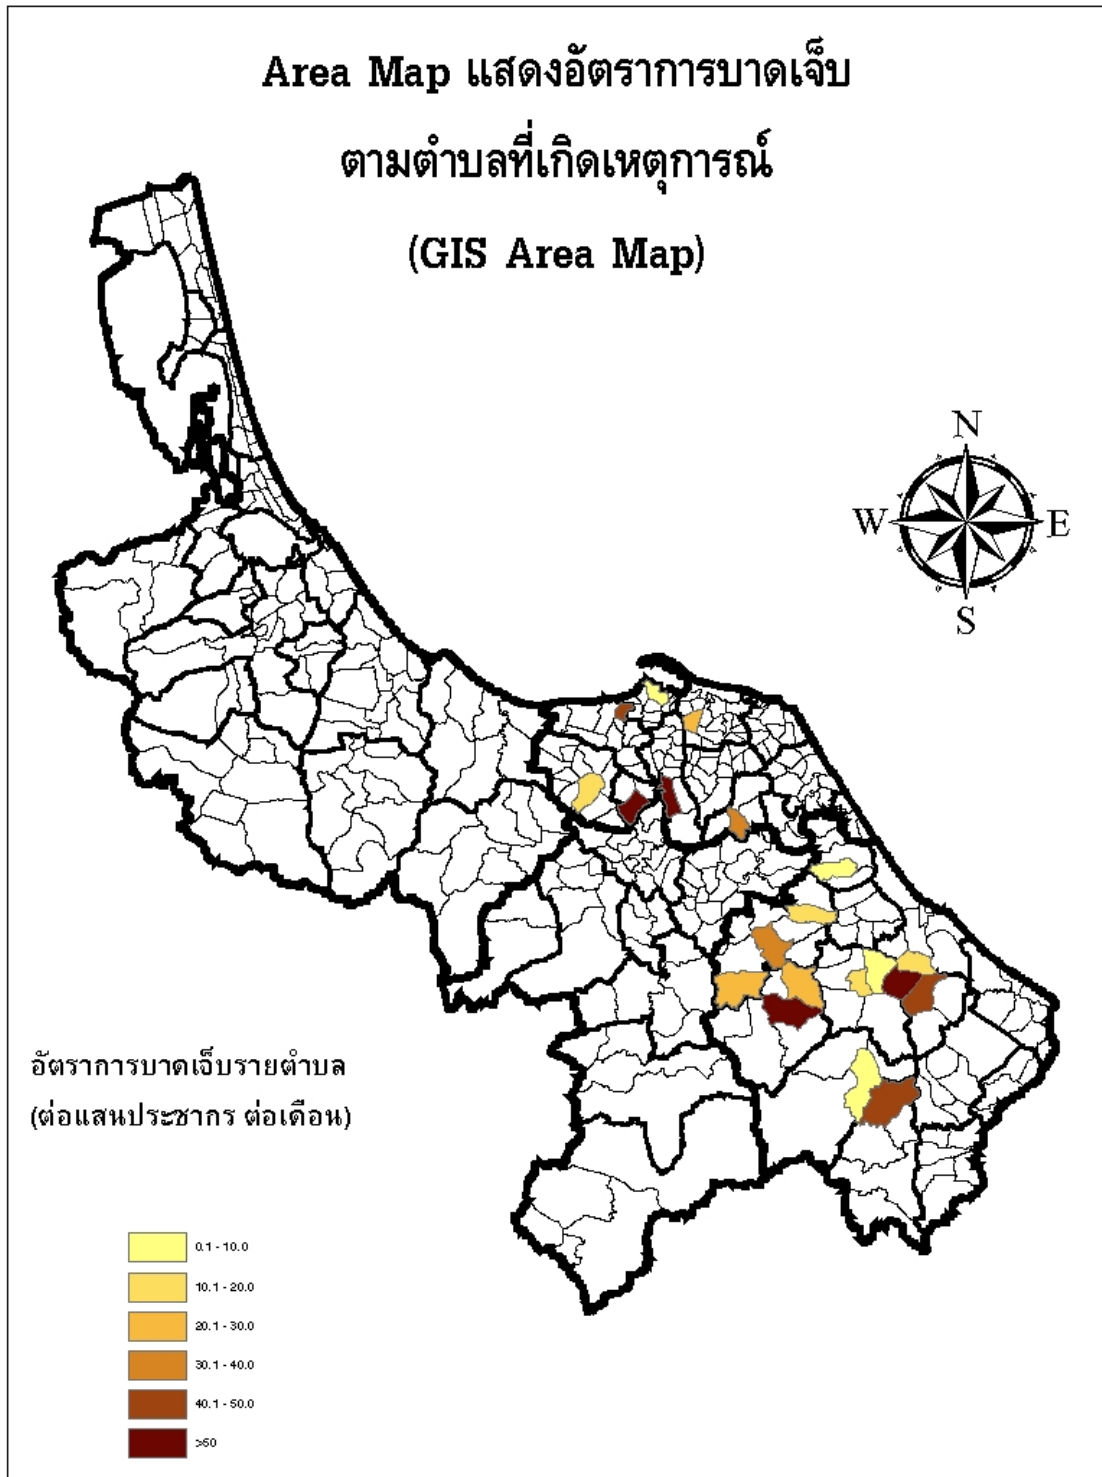 Area Map แสดงอัตราการบาดเจ็บ
ตามตำบลที่เกิดเหตุการณ์
(GIS Area Map)
N
W
E
S
อัตราการบาดเจ็บรายตำบล
(ต่อแสนประชากร ต่อเดือน)
0.1 - 10.0
10.1 - 20.0
20.1 - 30.0
30.1 - 40.0
40.1 - 50.0
>50